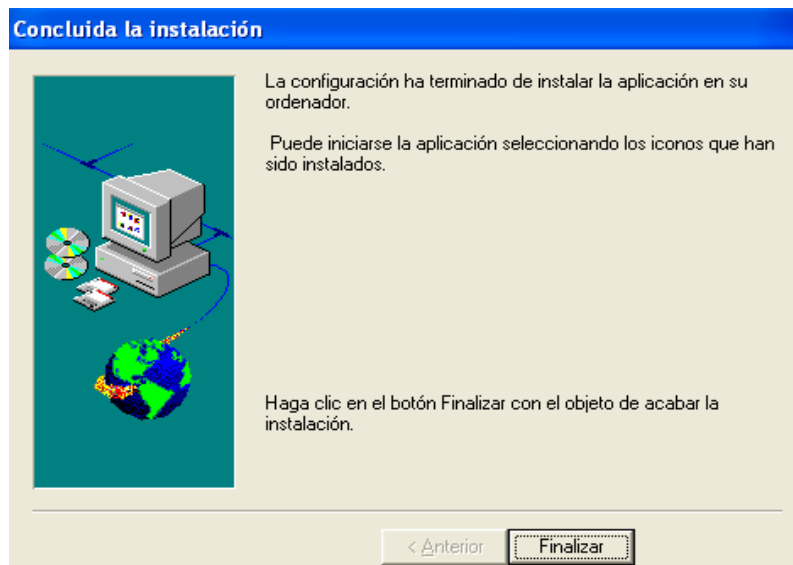 Concluida la instalación
La configuración ha terminado de instalar la aplicación en su
ordenador.
Puede iniciarse la aplicación seleccionando los iconos que han
sido instalados.
Haga clic en el botón Finalizar con el objeto de acabar la
instalación.
< Anterior
Finalizar